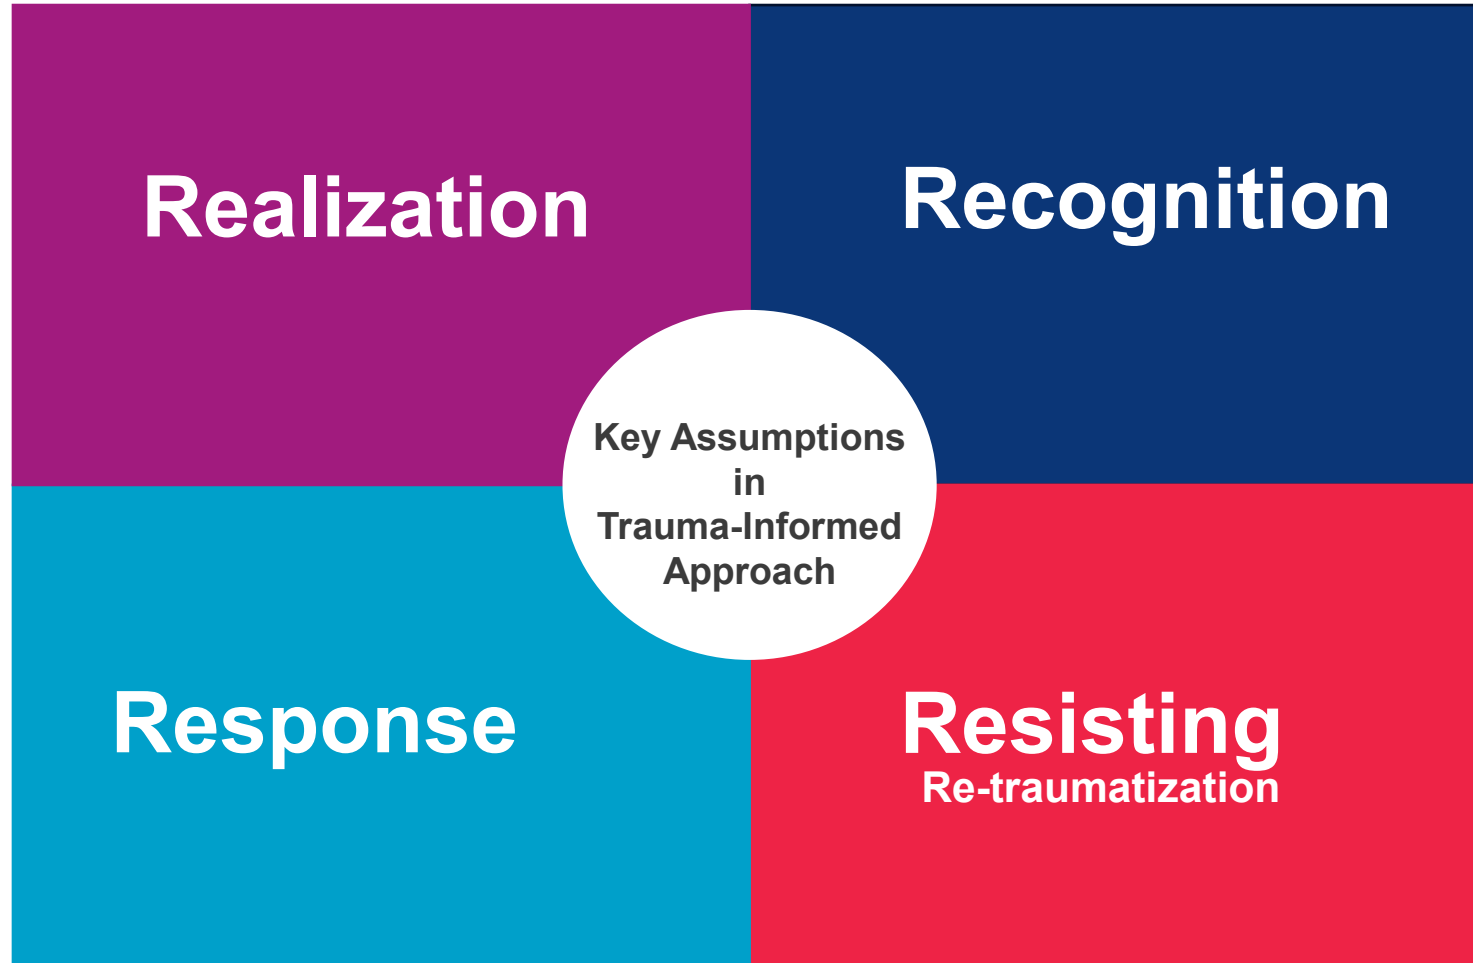 Realization
Recognition
Key Assumptions
in
Trauma-Informed
Approach
Response
Resisting
Re-traumatization